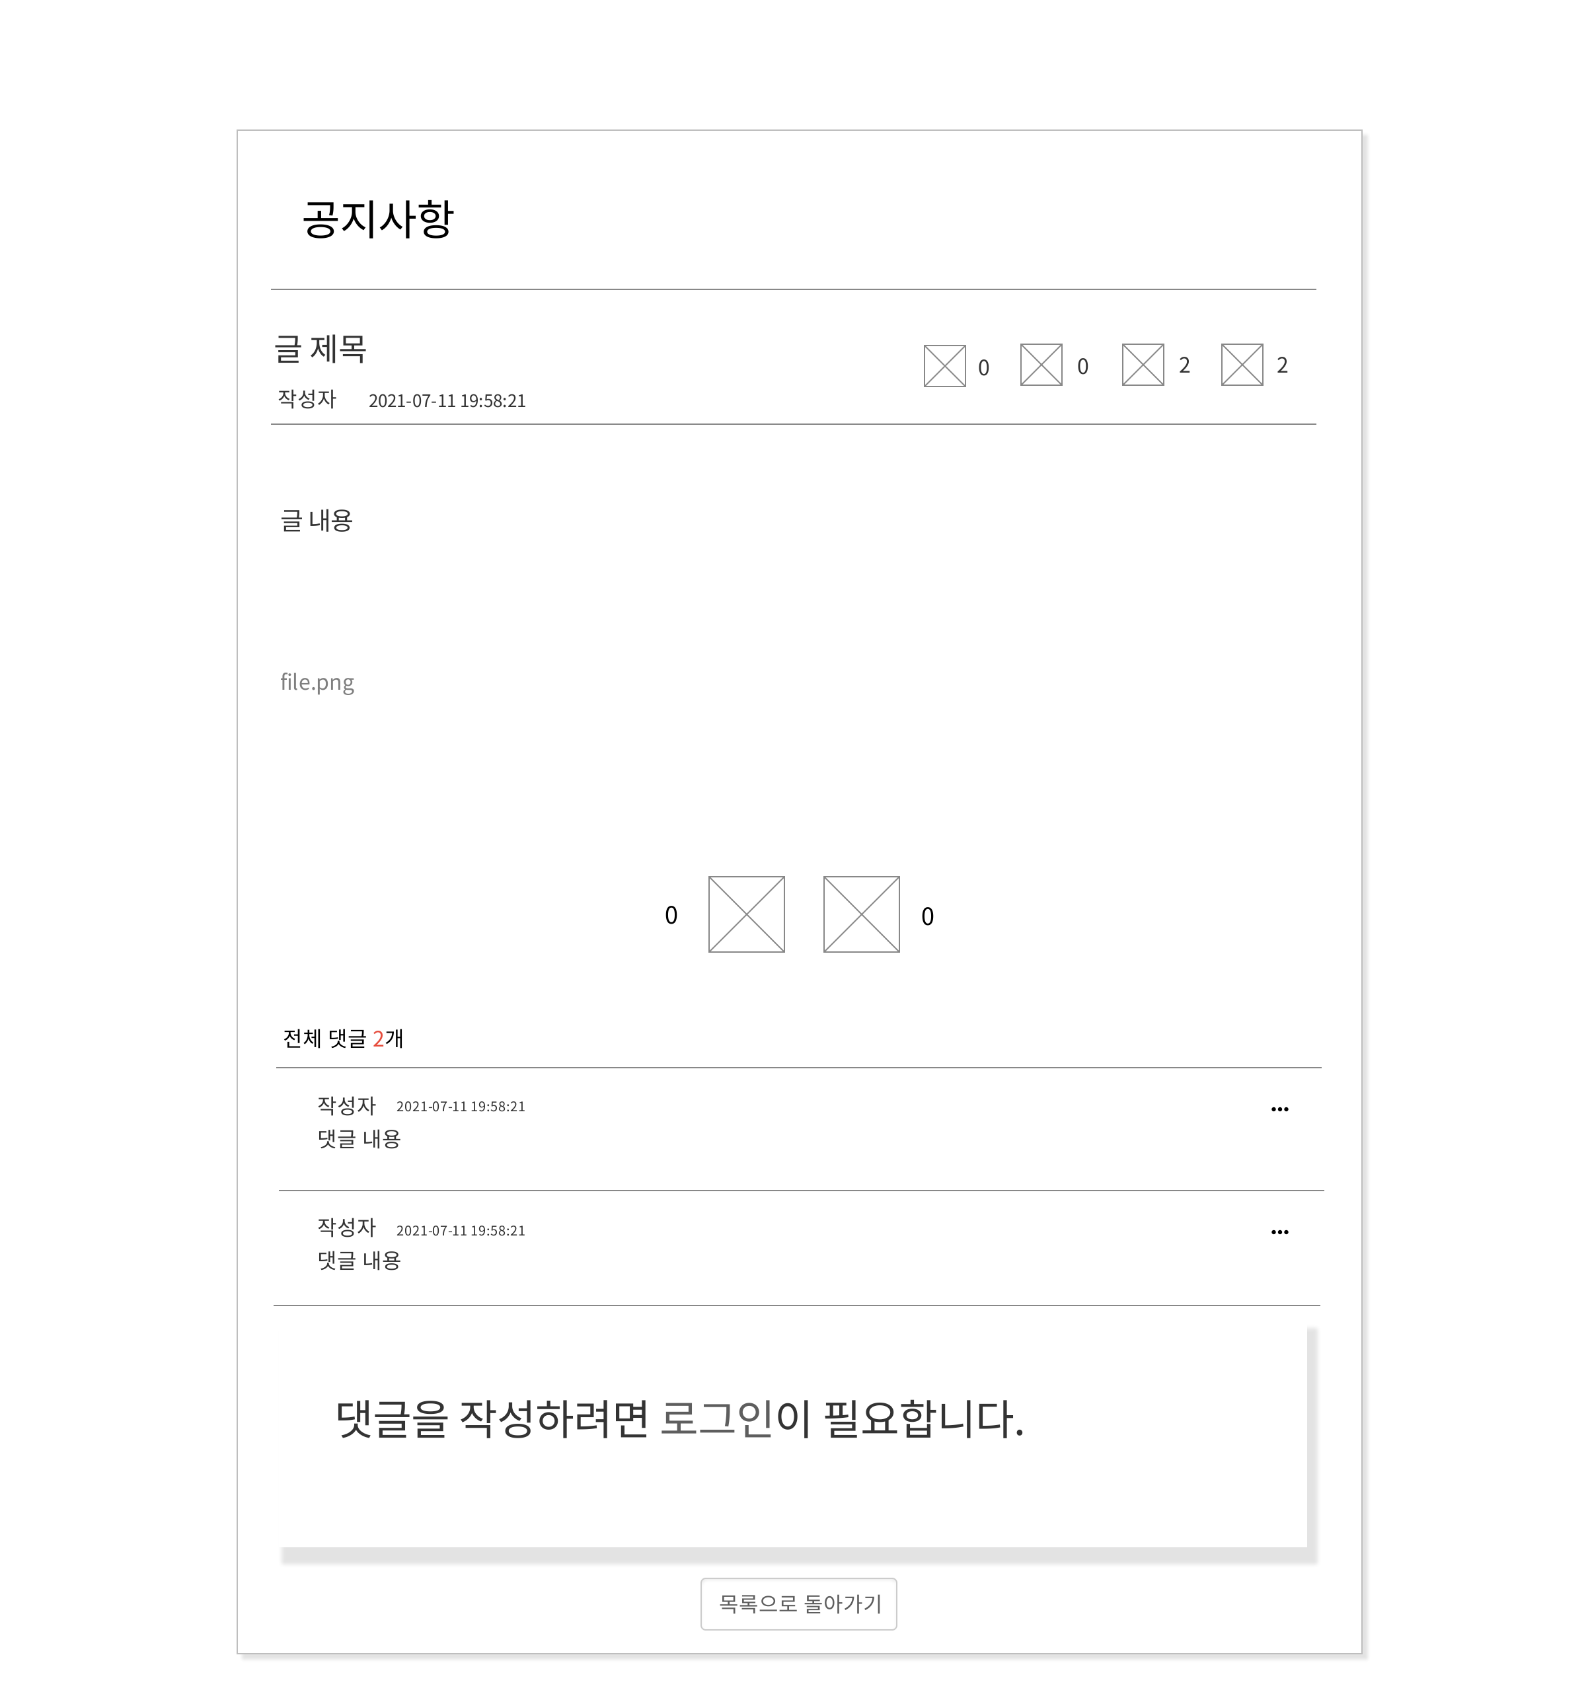 공지사항
글 제목
0 0 2 2
작성자 2021-07-11 19:58:21
글 내용
file.png
0 0
전체 댓글 2개
작성자 2021-07-11 19:58:21
댓글 내용
작성자 2021-07-11 19:58:21
댓글 내용
댓글을 작성하려면 로그인이 필요합니다.
목록으로 돌아가기